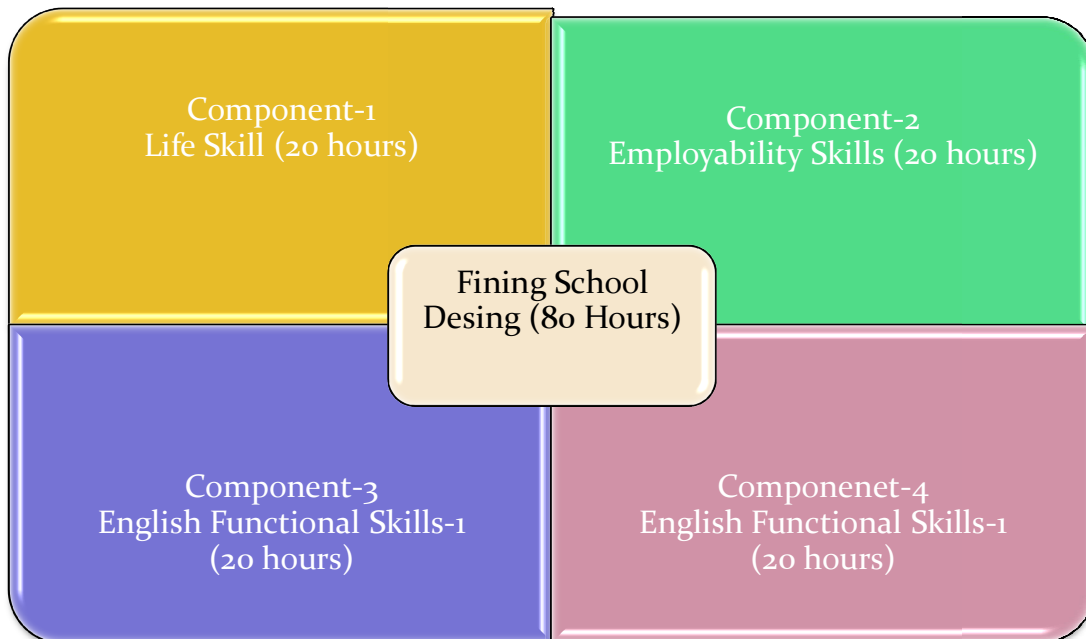 Component-1
Life Skill (20 hours)
Component-2
Employability Skills (20 hours)
Fining School
Desing (80 Hours)
Component-3
English Functional Skills-1
(20 hours)
Componenet-4
English Functional Skills-1
(20 hours)